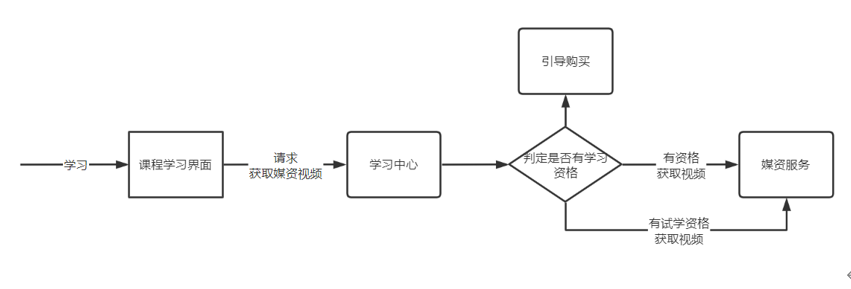 引导购买
学习
课程学习界面
请求
获取媒资视频
学习中心
判定是否有学习
资格
有资格
获取视频
媒资服务
有试学资格
获取视频